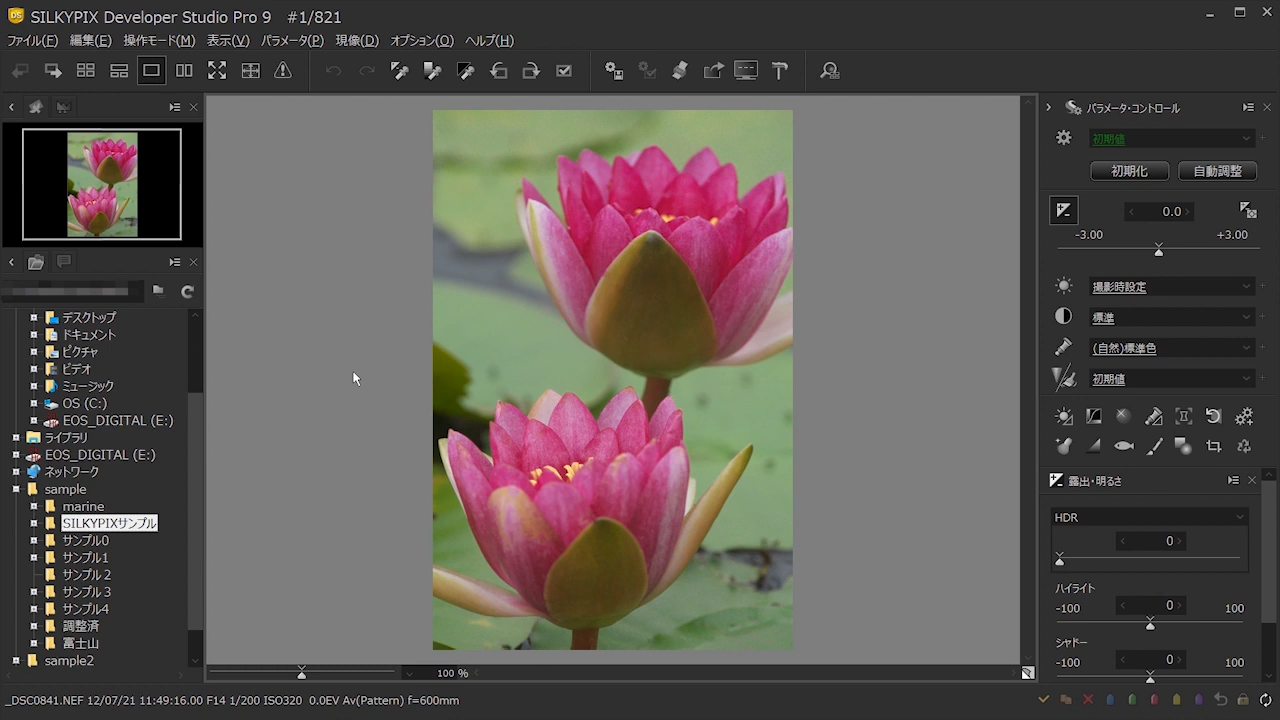 SILKYPIX Developer Studio Pro 9 #1/821
ファイル(F) 編集(E) 操作モード(M) 表示(V) パラメータ(P) 現像(D) オプション(O) ヘルプ(H)
デスクトップ
ドキュメント
ピクチャ
ビデオ
ミュージック
OS (C:)
EOS_DIGITAL (E:)
ライブラリ
EOS_DIGITAL (E:)
ネットワーク
sample
marine
SILKYPIXサンプル
サンプル0
サンプル1
サンプル2
サンプル3
サンプル4
調整済
富士山
sample2
100 %
パラメータ・コントロール
初期値
初期化 自動調整
0.0
-3.00 +3.00
撮影時設定
標準
(自然)標準色
初期値
露出・明るさ
HDR
0
ハイライト
-100 0 100
シャドー
-100 0 100
_DSC0841.NEF 12/07/21 11:49:16.00 F14 1/200 ISO320 0.0EV Av(Pattern) f=600mm